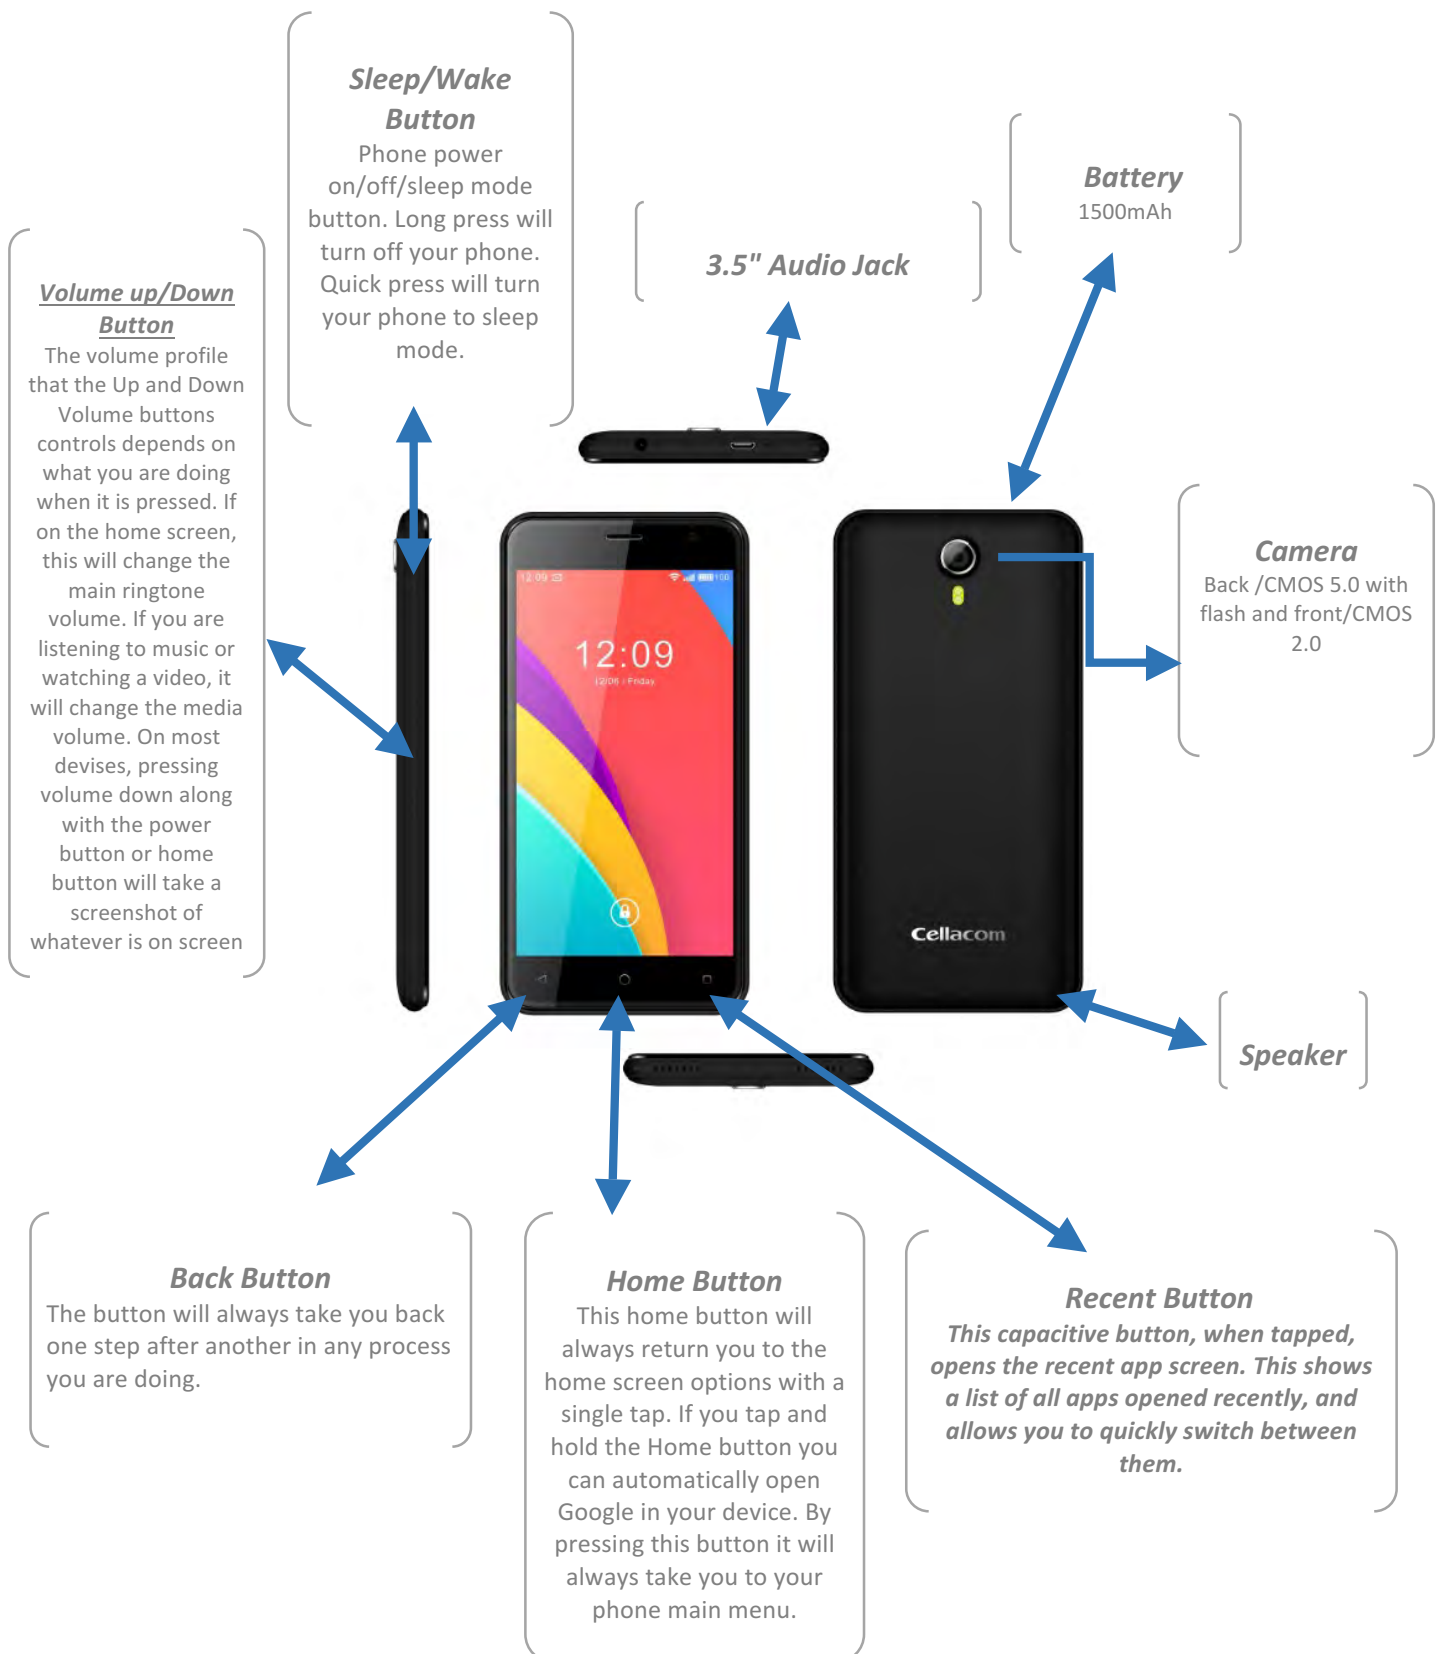 Sleep/Wake
Button
Phone power
on/off/sleep mode
button. Long press will
turn off your phone.
Quick press will turn
your phone to sleep
mode.
Battery
1500mAh
3.5" Audio Jack
Volume up/Down
Button
The volume profile
that the Up and Down
Volume buttons
controls depends on
what you are doing
when it is pressed. If
on the home screen,
this will change the
main ringtone
volume. If you are
listening to music or
watching a video, it
will change the media
volume. On most
devises, pressing
volume down along
with the power
button or home
button will take a
screenshot of
whatever is on screen
Camera
Back /CMOS 5.0 with
flash and front/CMOS
2.0
12:09
100
12:09
12/06 / Friday
Cellacom
Speaker
Back Button
The button will always take you back
one step after another in any process
you are doing.
Home Button
This home button will
always return you to the
home screen options with a
single tap. If you tap and
hold the Home button you
can automatically open
Google in your device. By
pressing this button it will
always take you to your
phone main menu.
Recent Button
This capacitive button, when tapped,
opens the recent app screen. This shows
a list of all apps opened recently, and
allows you to quickly switch between
them.